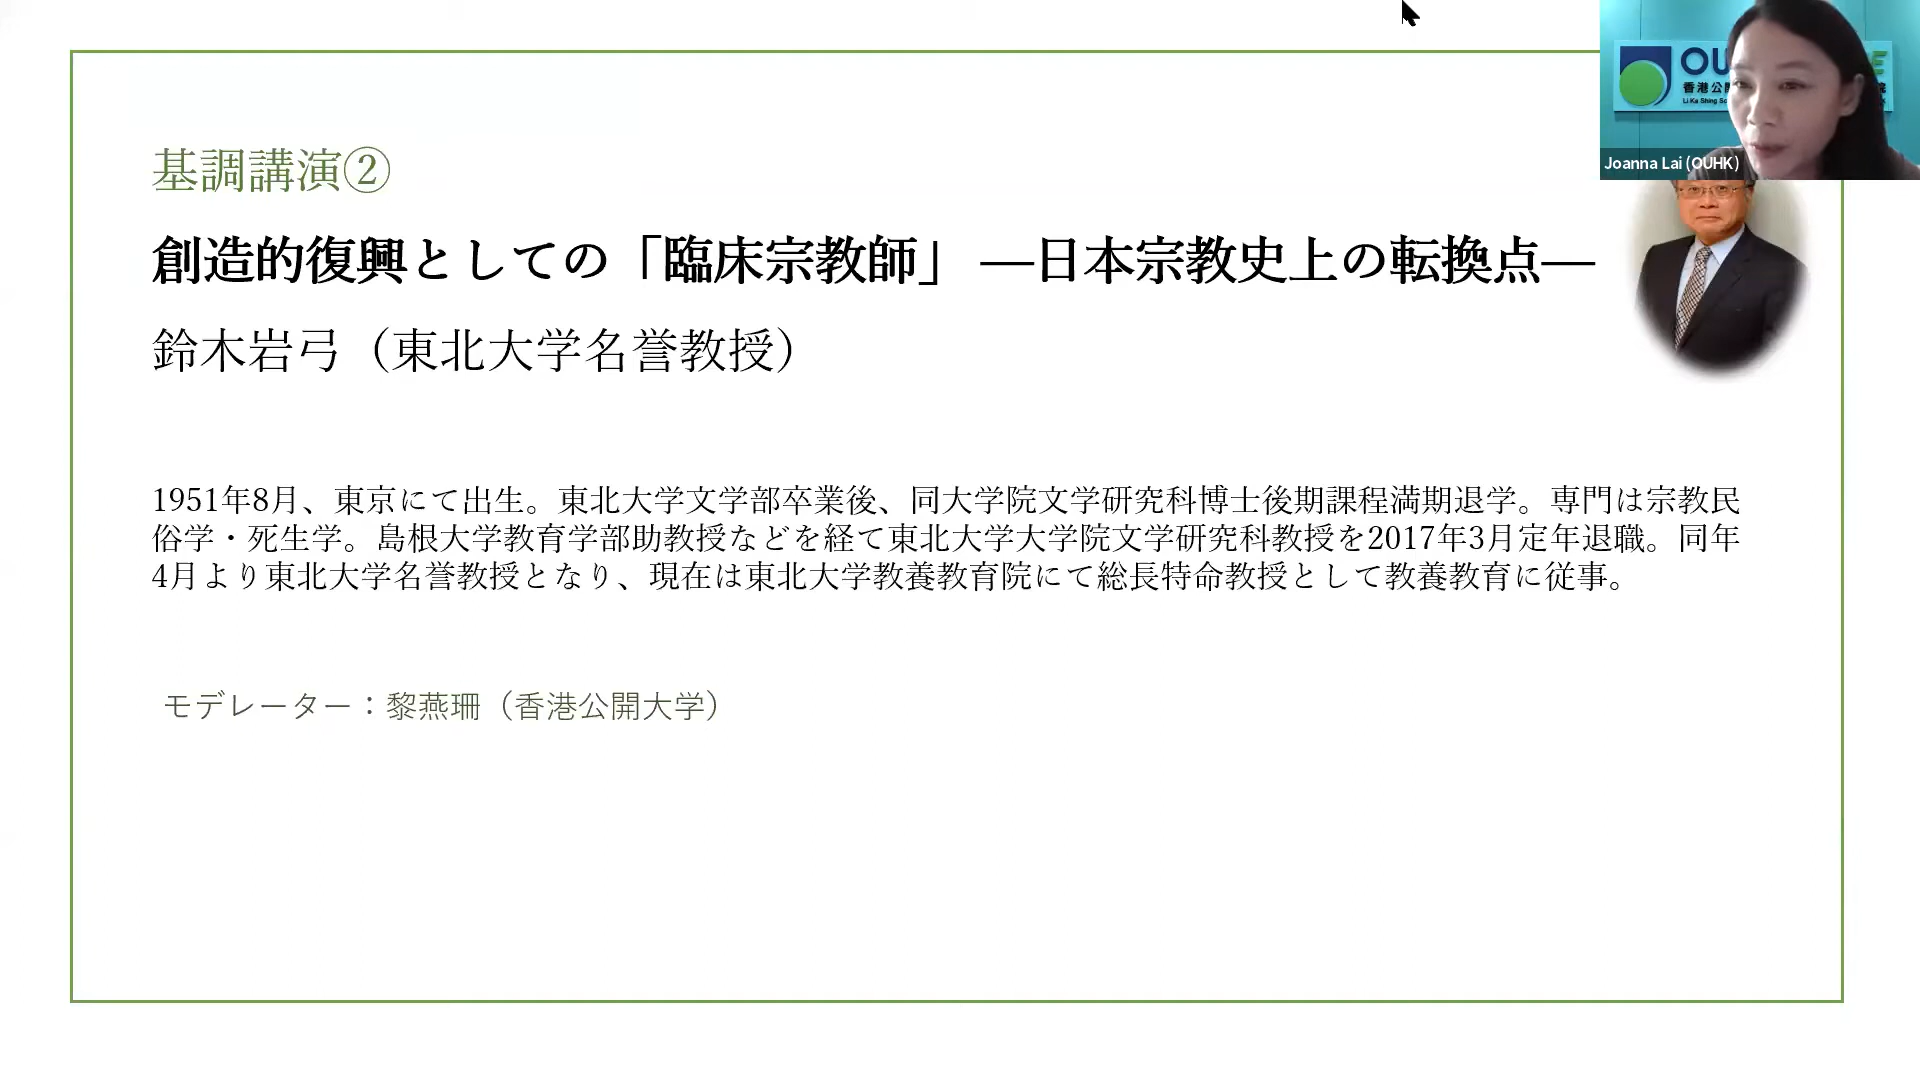 基調講演②
創造的復興としての「臨床宗教師」 ―日本宗教史上の転換点―
鈴木岩弓（東北大学名誉教授）
1951年8月、東京にて出生。東北大学文学部卒業後、同大学院文学研究科博士後期課程満期退学。専門は宗教民
俗学・死生学。島根大学教育学部助教授などを経て東北大学大学院文学研究科教授を2017年3月定年退職。同年
4月より東北大学名誉教授となり、現在は東北大学教養教育院にて総長特命教授として教養教育に従事。
モデレーター：黎燕珊（香港公開大学）
OU
香港公
Li Ka Shing
Joanna Lai (OUHK)